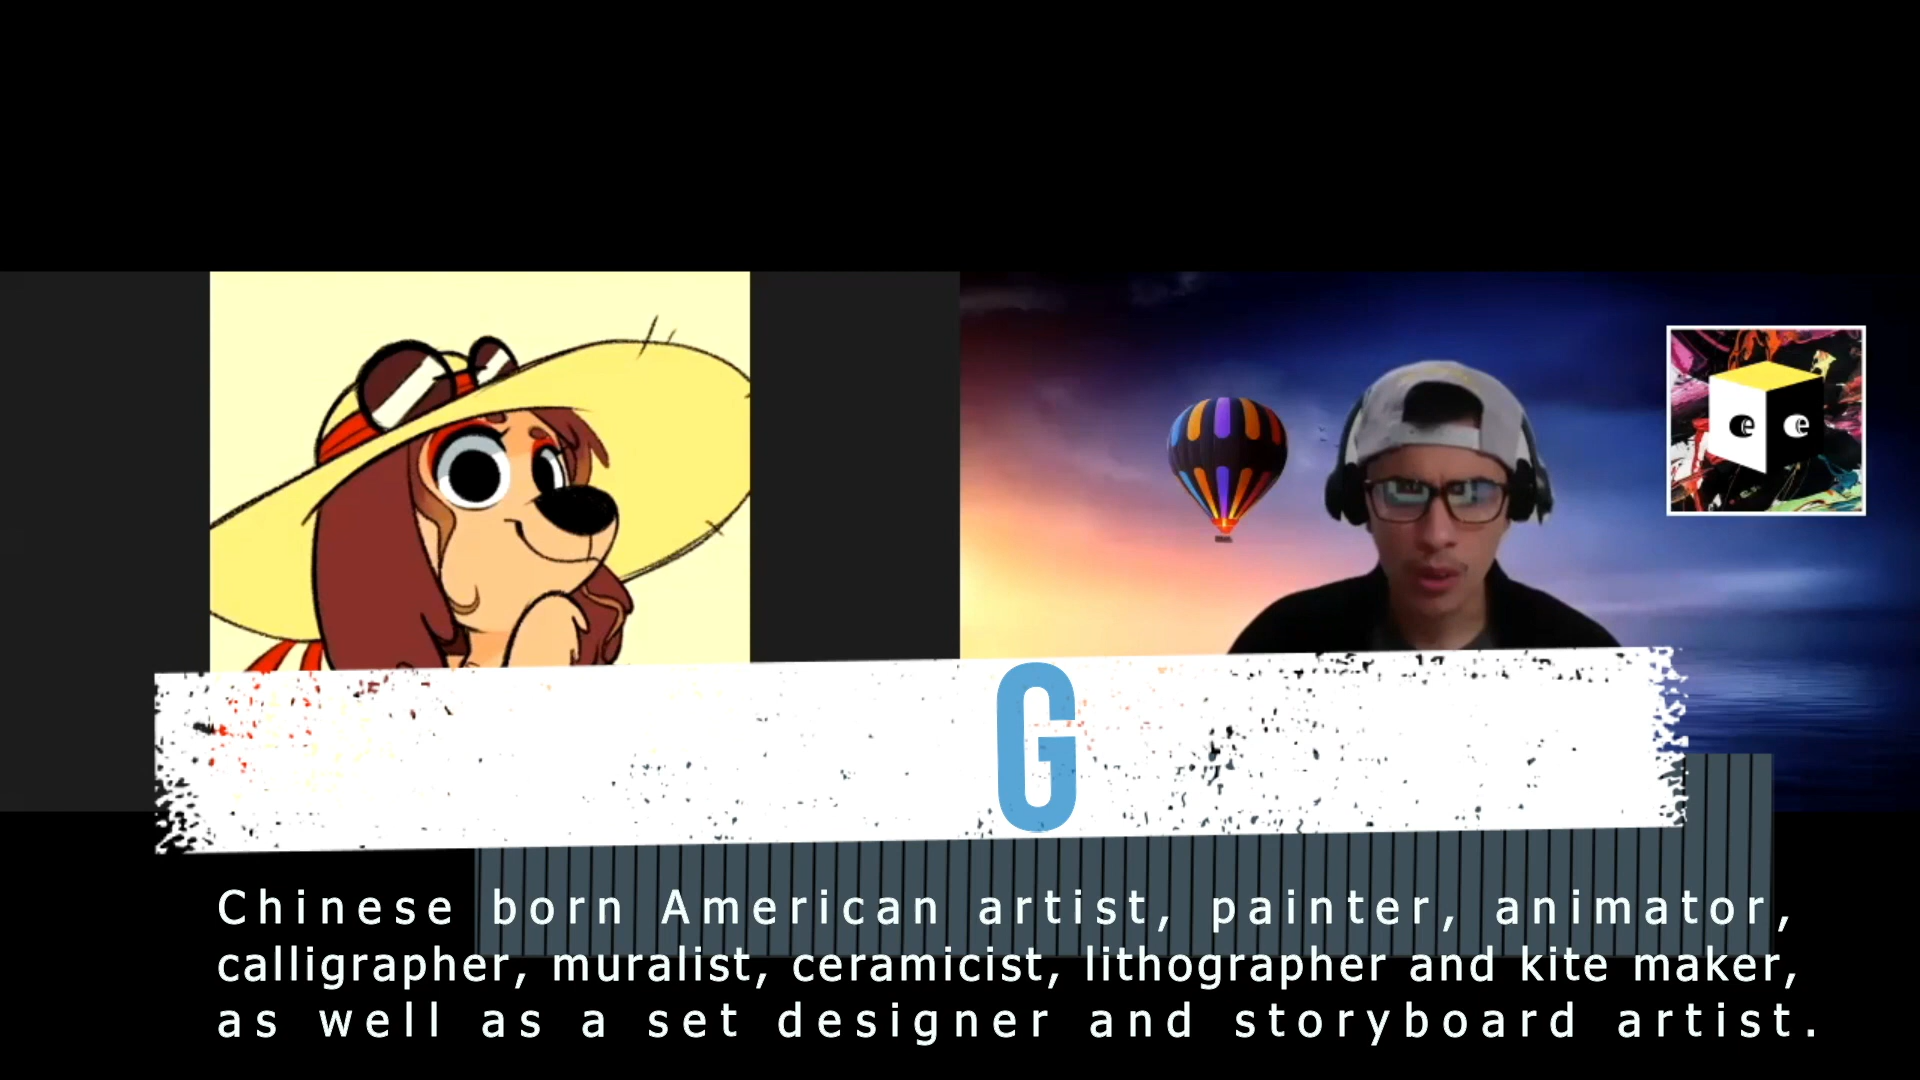 e e
G
Chinese born American artist, painter, animator,
calligrapher, muralist, ceramicist, lithographer and kite maker,
as well as a set designer and storyboard artist.